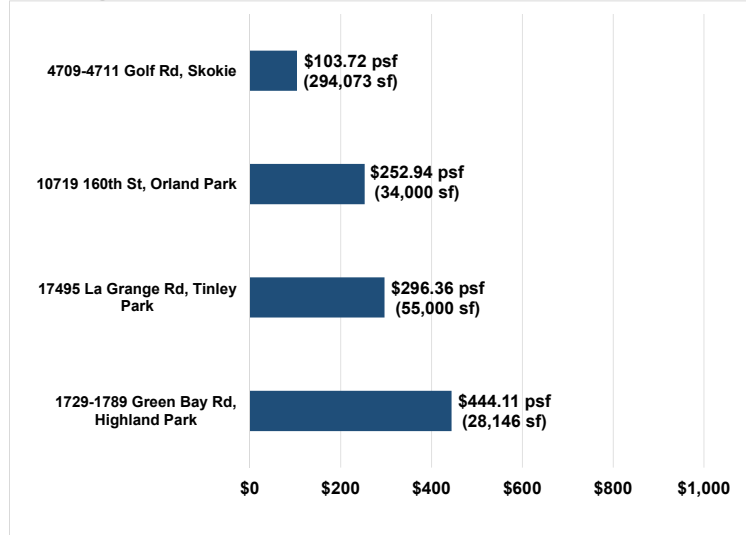 4709-4711 Golf Rd, Skokie
$103.72 psf
(294,073 sf)
10719 160th St, Orland Park
$252.94 psf
(34,000 sf)
17495 La Grange Rd, Tinley
Park
$296.36 psf
(55,000 sf)
1729-1789 Green Bay Rd,
Highland Park
$444.11 psf
(28,146 sf)
$0 $200 $400 $600 $800 $1,000